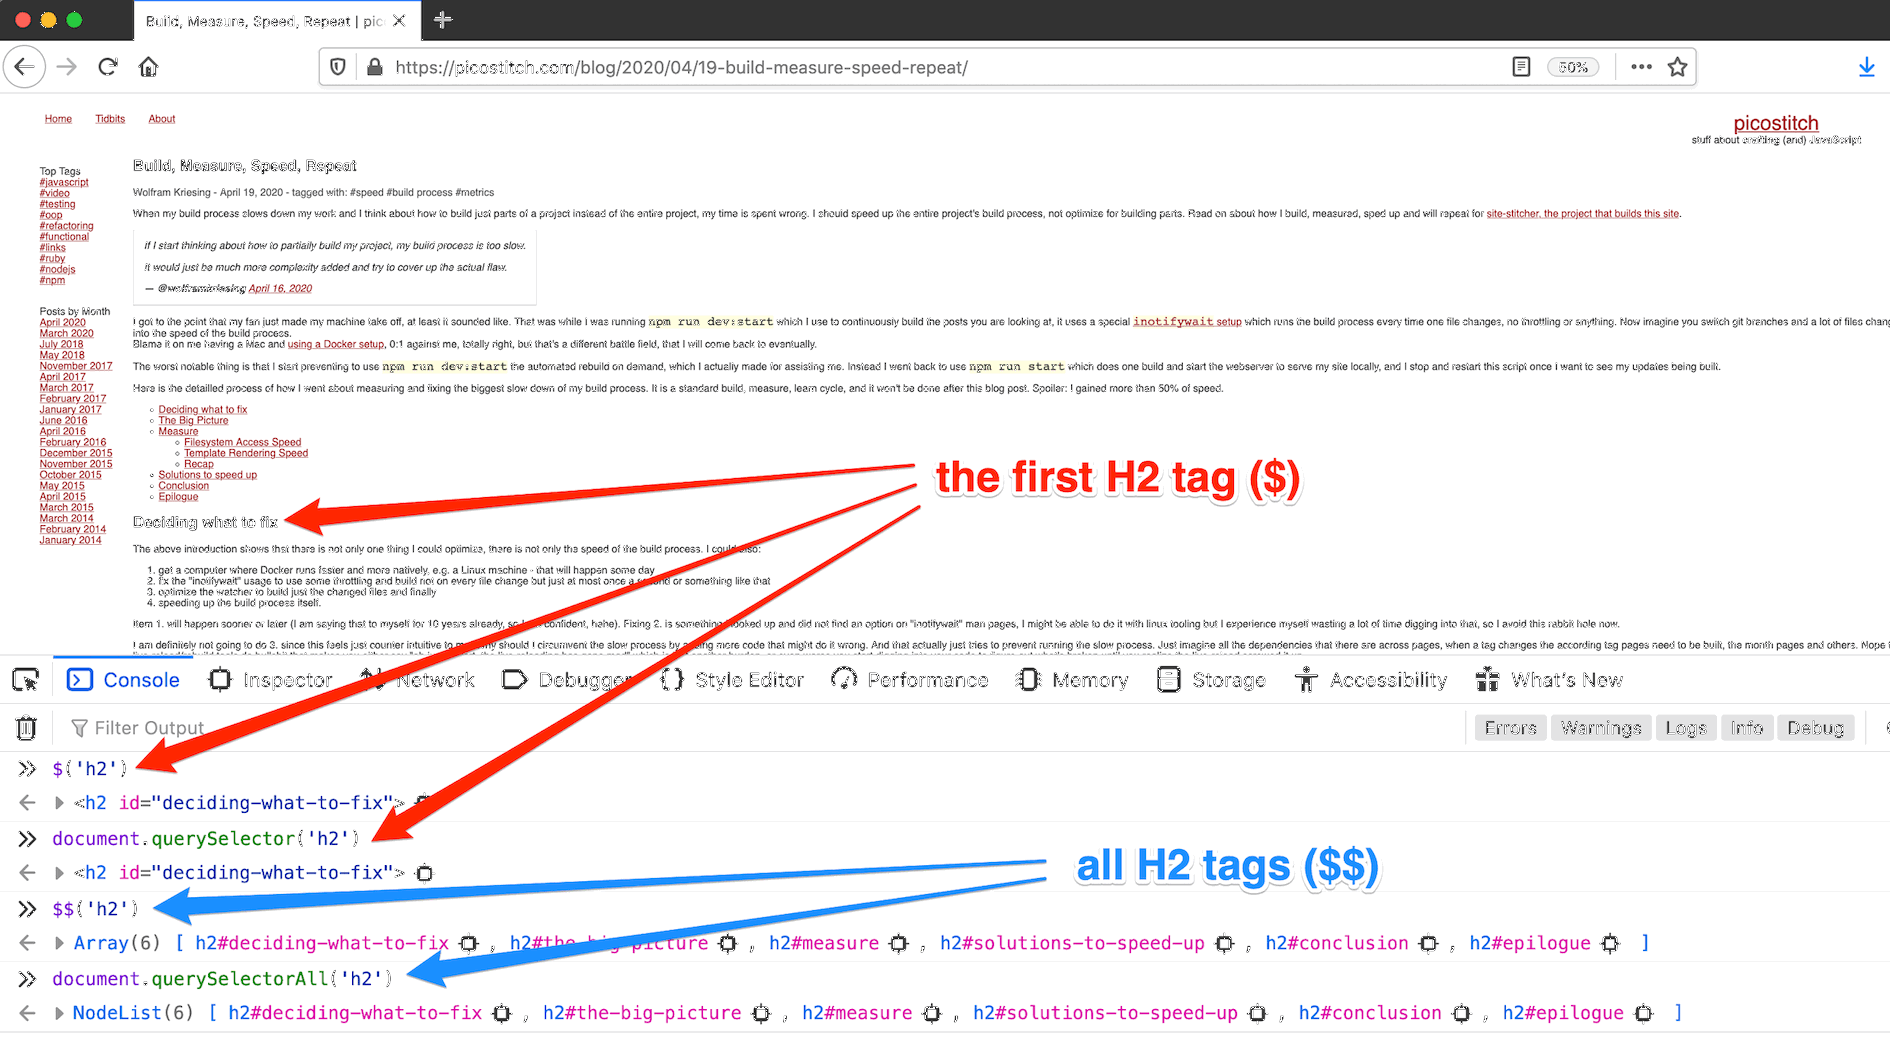 Build, Measure, Speed, Repeat | pic
https://picostitch.com/blog/2020/04/19-build-measure-speed-repeat/
50%
Home Tidbits About
picostitch
stuff about crafting (and) JavaScript
Top Tags
#javascript
#video
#testing
#oop
#refactoring
#functional
#links
#ruby
#nodejs
#npm
Posts by Month
April 2020
March 2020
July 2018
May 2018
November 2017
April 2017
March 2017
February 2017
January 2017
June 2016
April 2016
February 2016
December 2015
November 2015
October 2015
May 2015
April 2015
March 2015
March 2014
February 2014
January 2014
Build, Measure, Speed, Repeat
Wolfram Kriesing - April 19, 2020 - tagged with: #speed #build process #metrics
When my build process slows down my work and I think about how to build just parts of a project instead of the entire project, my time is spent wrong. I should speed up the entire project's build process, not optimize for building parts. Read on about how I build, measured, sped up and will repeat for site-stitcher, the project that builds this site.
If I start thinking about how to partially build my project, my build process is too slow.
It would just be much more complexity added and try to cover up the actual flaw.
— @wolframkriesing April 16, 2020
I got to the point that my fan just made my machine take off, at least it sounded like. That was while I was running npm run dev:start which I use to continuously build the posts you are looking at, it uses a special inotifywait setup which runs the build process every time one file changes, no throttling or anything. Now imagine you switch git branches and a lot of files chang
into the speed of the build process.
Blame it on me having a Mac and using a Docker setup, 0:1 against me, totally right, but that's a different battle field, that I will come back to eventually.
The worst notable thing is that I start preventing to use npm run dev:start the automated rebuild on demand, which I actually made for assisting me. Instead I went back to use npm run start which does one build and start the webserver to serve my site locally, and I stop and restart this script once I want to see my updates being built.
Here is the detailled process of how I went about measuring and fixing the biggest slow down of my build process. It is a standard build, measure, learn cycle, and it won't be done after this blog post. Spoiler: I gained more than 50% of speed.
Deciding what to fix
The Big Picture
Measure
Filesystem Access Speed
Template Rendering Speed
Recap
Solutions to speed up
Conclusion
Epilogue
the first H2 tag ($)
Deciding what to fix
The above introduction shows that there is not only one thing I could optimize, there is not only the speed of the build process. I could also:
1. get a computer where Docker runs faster and more natively, e.g. a Linux machine - that will happen some day
2. fix the "inotifywait" usage to use some throttling and build not on every file change but just at most once a second or something like that
3. optimize the watcher to build just the changed files and finally
4. speeding up the build process itself.
Item 1. will happen sooner or later (I am saying that to myself for 10 years already, so confident, hehe). Fixing 2. is something looked up and did not find an option on "inotifywait" man pages, I might be able to do it with linux tooling but I experience myself wasting a lot of time digging into that, so I avoid this rabbit hole now.
I am definitely not going to do 3. since this feels just counter intuitive to me should I circumvent the slow process by adding more code that might do it wrong. And that actually just tries to prevent running the slow process. Just imagine all the dependencies that there are across pages, when a tag changes the according tag pages need to be built, the month pages and others. Nope
Console Inspector Network Debugger Style Editor Performance Memory Storage Accessibility What's New
Filter Output Errors Warnings Logs Info Debug
$('h2')
<h2 id="deciding-what-to-fix">
document.querySelector('h2')
<h2 id="deciding-what-to-fix">
all H2 tags ($$)
$$('h2')
Array(6) [ h2#deciding-what-to-fix , h2#the-big-picture , h2#measure , h2#solutions-to-speed-up , h2#conclusion , h2#epilogue ]
document.querySelectorAll('h2')
NodeList(6) [ h2#deciding-what-to-fix , h2#the-big-picture , h2#measure , h2#solutions-to-speed-up , h2#conclusion , h2#epilogue ]